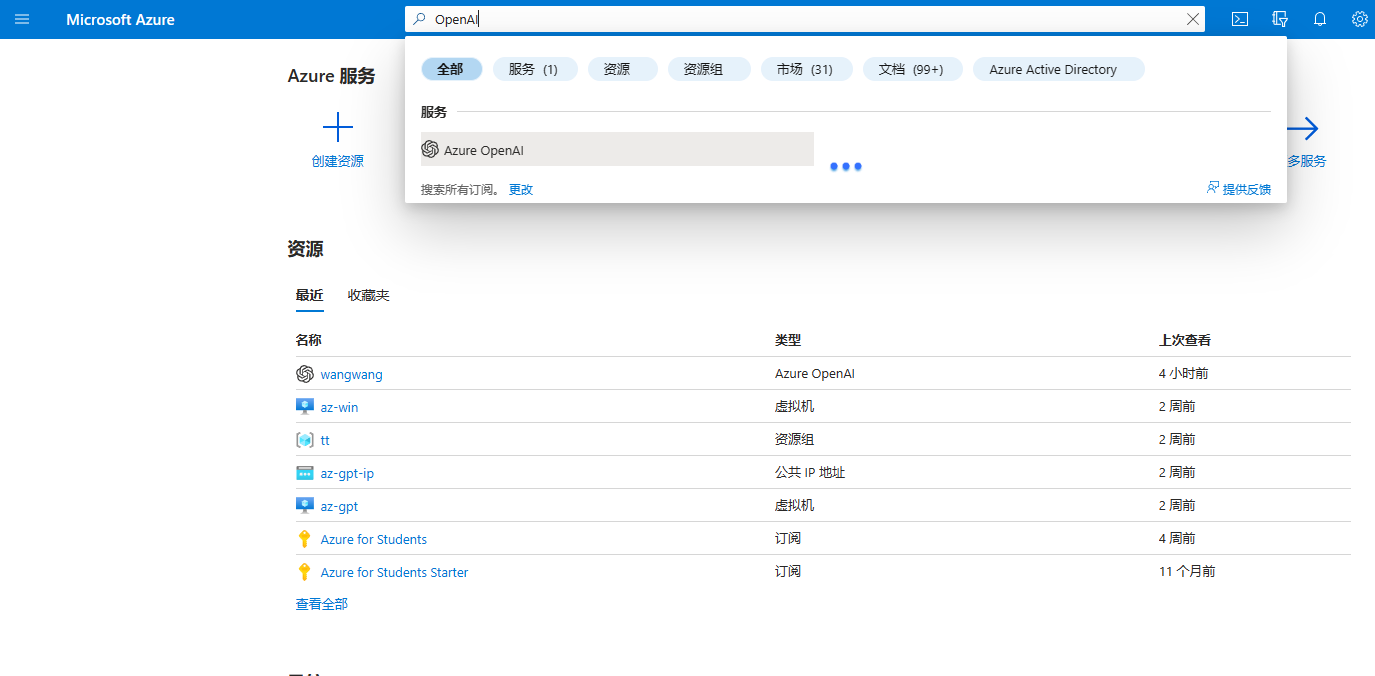 Microsoft Azure
OpenAI
全部 服务 (1) 资源 资源组 市场 (31) 文档 (99+) Azure Active Directory
Azure 服务
服务
Azure OpenAI
创建资源
多服务
搜索所有订阅。 更改
提供反馈
资源
最近 收藏夹
名称 类型 上次查看
wangwang Azure OpenAI 4 小时前
az-win 虚拟机 2 周前
tt 资源组 2 周前
az-gpt-ip 公共 IP 地址 2 周前
az-gpt 虚拟机 2 周前
Azure for Students 订阅 4 周前
Azure for Students Starter 订阅 11 个月前
查看全部